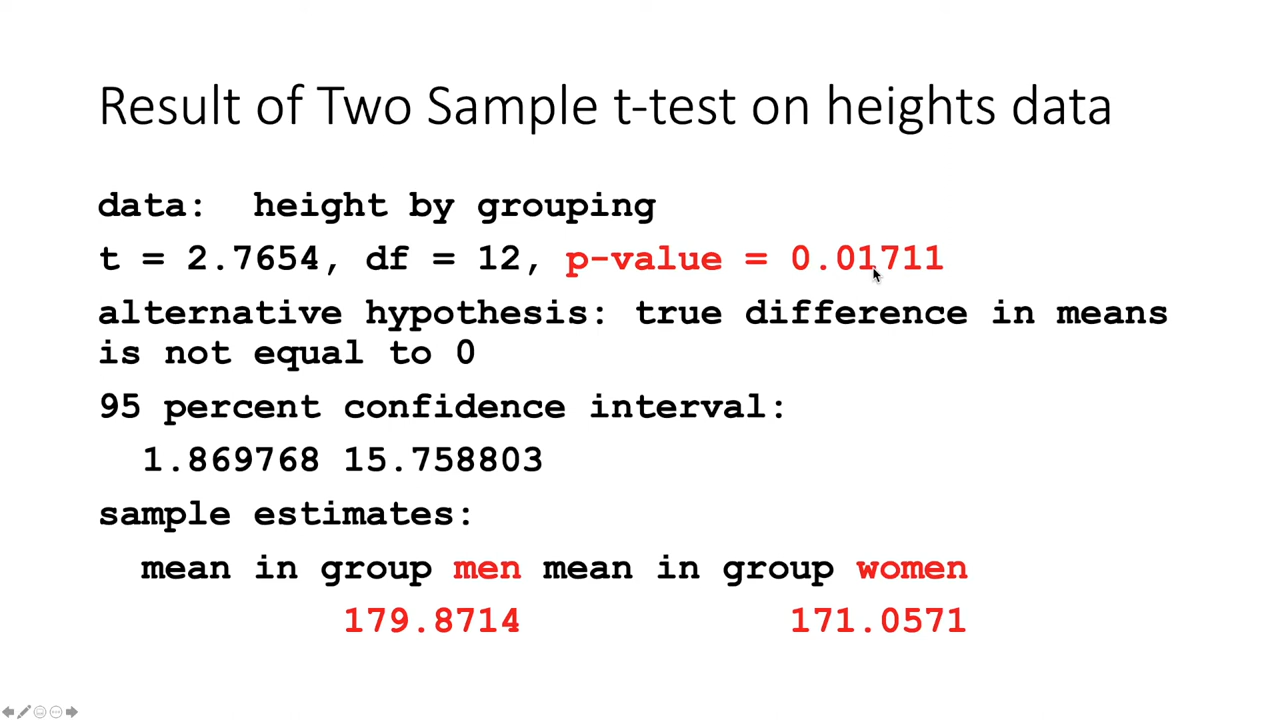 Result of Two Sample t-test on heights data
data:  height by grouping
t = 2.7654, df = 12, p-value = 0.01711
alternative hypothesis: true difference in means
is not equal to 0
95 percent confidence interval:
1.869768 15.758803
sample estimates:
mean in group men mean in group women
179.8714 171.0571